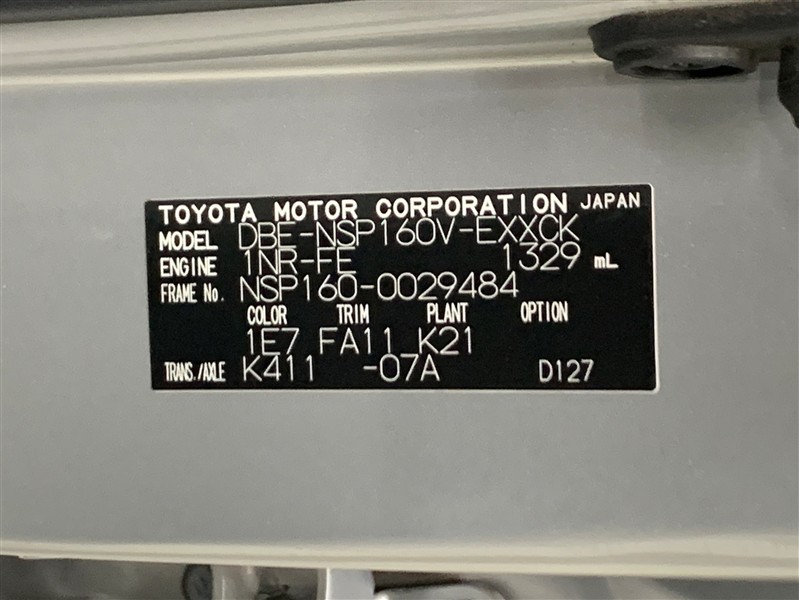 TOYOTA MOTOR CORPORATION JAPAN
MODEL DBE-NSP160V-EXXCK
ENGINE 1NR-FE 1329 mL
FRAME No. NSP160-0029484
COLOR TRIM PLANT OPTION
1E7 FA11 K21
TRANS./AXLE K411 -07A D127